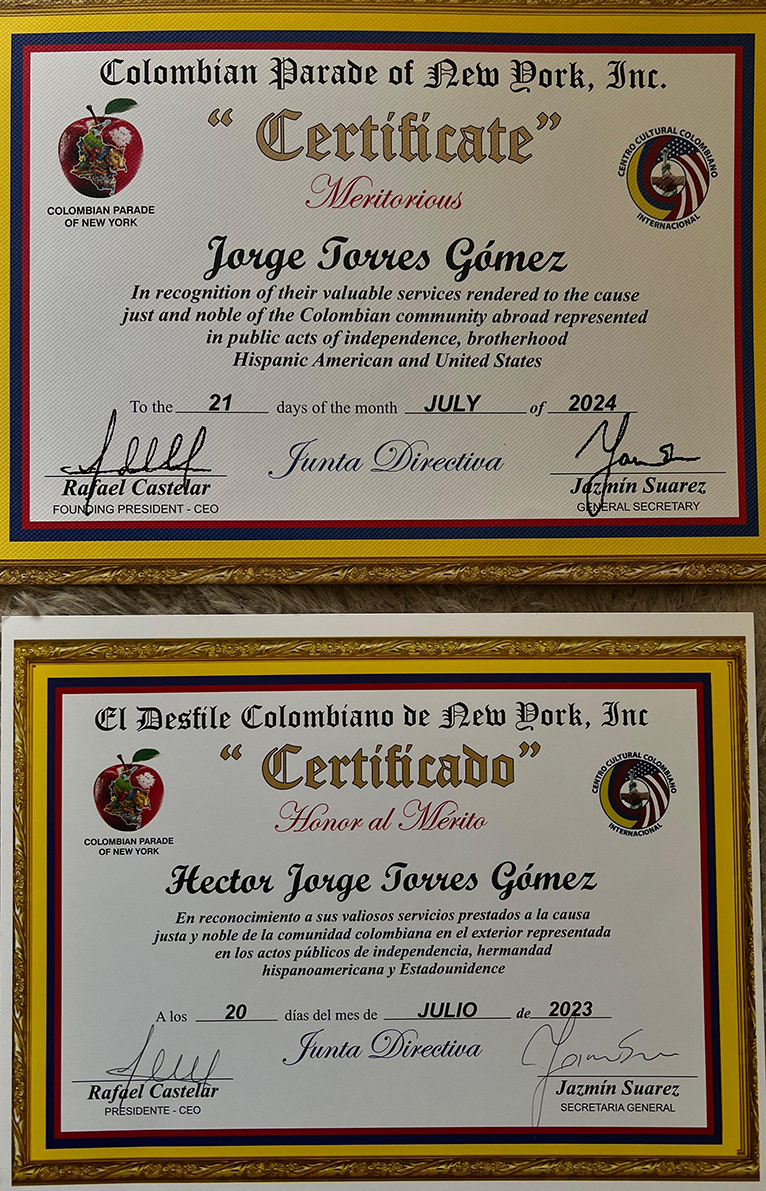 Colombian Parade of New York, Inc.
“ Certificate”
Meritorious
COLOMBIAN PARADE
OF NEW YORK
CENTRO CULTURAL COLOMBIANO
INTERNACIONAL
Jorge Torres Gómez
In recognition of their valuable services rendered to the cause
just and noble of the Colombian community abroad represented
in public acts of independence, brotherhood
Hispanic American and United States
To the 21 days of the month JULY of 2024
Junta Directiva
Rafael Castelar
FOUNDING PRESIDENT - CEO
Jazmín Suarez
GENERAL SECRETARY
El Desfile Colombiano de New York, Inc
“ Certificado”
Honor al Mérito
COLOMBIAN PARADE
OF NEW YORK
CENTRO CULTURAL COLOMBIANO
INTERNACIONAL
Hector Jorge Torres Gómez
En reconocimiento a sus valiosos servicios prestados a la causa
justa y noble de la comunidad colombiana en el exterior representada
en los actos públicos de independencia, hermandad
hispanoamericana y Estadounidence
A los 20 días del mes de JULIO de 2023
Junta Directiva
Rafael Castelar
PRESIDENTE - CEO
Jazmín Suarez
SECRETARIA GENERAL